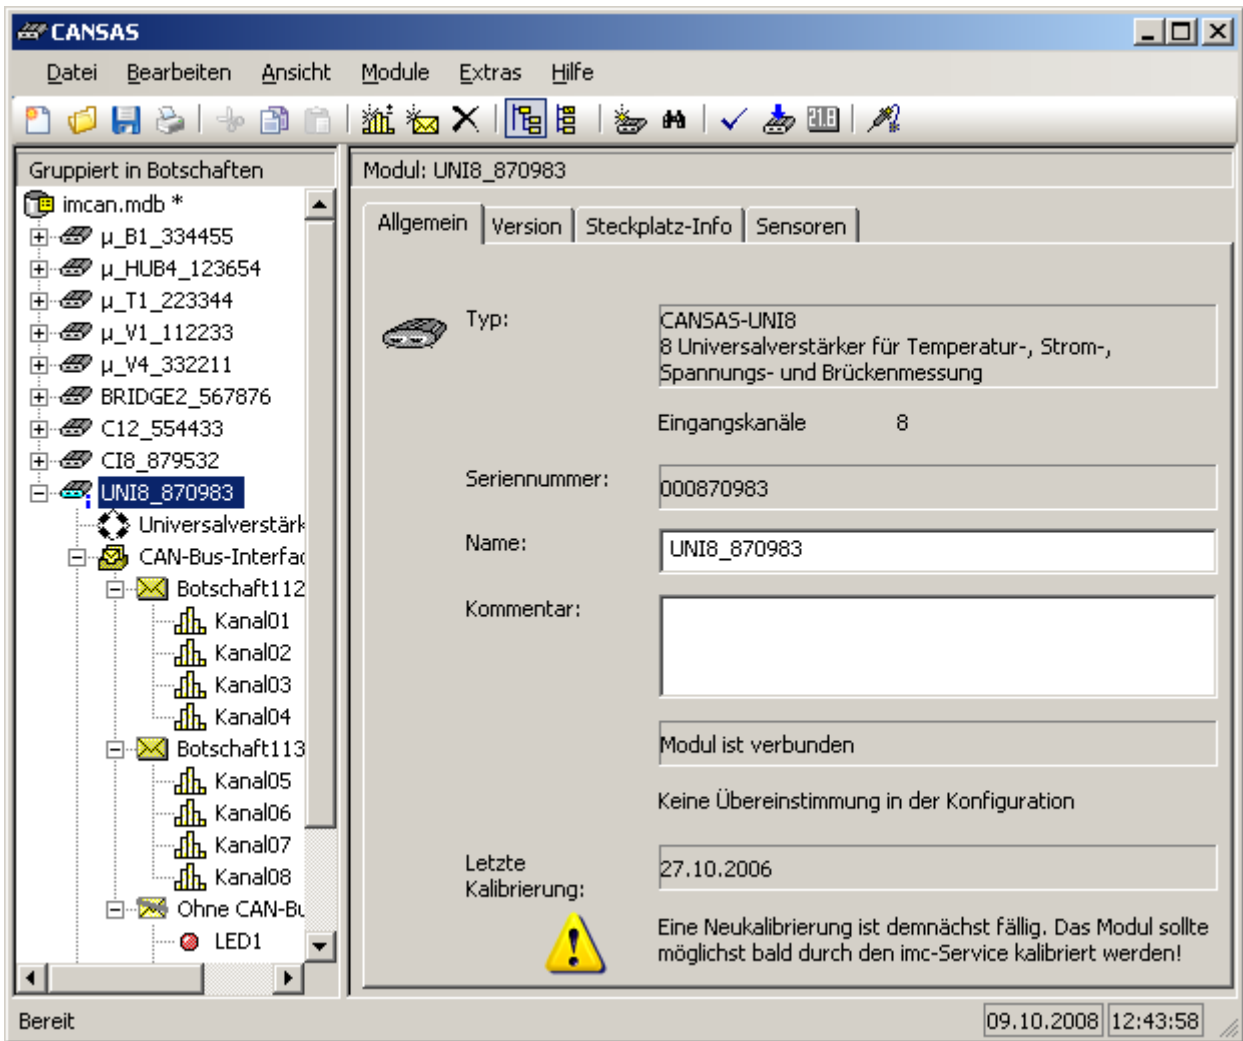 CANSAS
Datei Bearbeiten Ansicht Module Extras Hilfe
21.8
Gruppiert in Botschaften
imcan.mdb *
µ_B1_334455
µ_HUB4_123654
µ_T1_223344
µ_V1_112233
µ_V4_332211
BRIDGE2_567876
C12_554433
CI8_879532
UNI8_870983
Universalverstärk
CAN-Bus-Interfac
Botschaft112
Kanal01
Kanal02
Kanal03
Kanal04
Botschaft113
Kanal05
Kanal06
Kanal07
Kanal08
Ohne CAN-Bu
LED1
Modul: UNI8_870983
Allgemein Version Steckplatz-Info Sensoren
Typ:
CANSAS-UNI8
8 Universalverstärker für Temperatur-, Strom-,
Spannungs- und Brückenmessung
Eingangskanäle 8
Seriennummer: 000870983
Name: UNI8_870983
Kommentar:
Modul ist verbunden
Keine Übereinstimmung in der Konfiguration
Letzte
Kalibrierung:
27.10.2006
Eine Neukalibrierung ist demnächst fällig. Das Modul sollte
möglichst bald durch den imc-Service kalibriert werden!
Bereit 09.10.2008 12:43:58